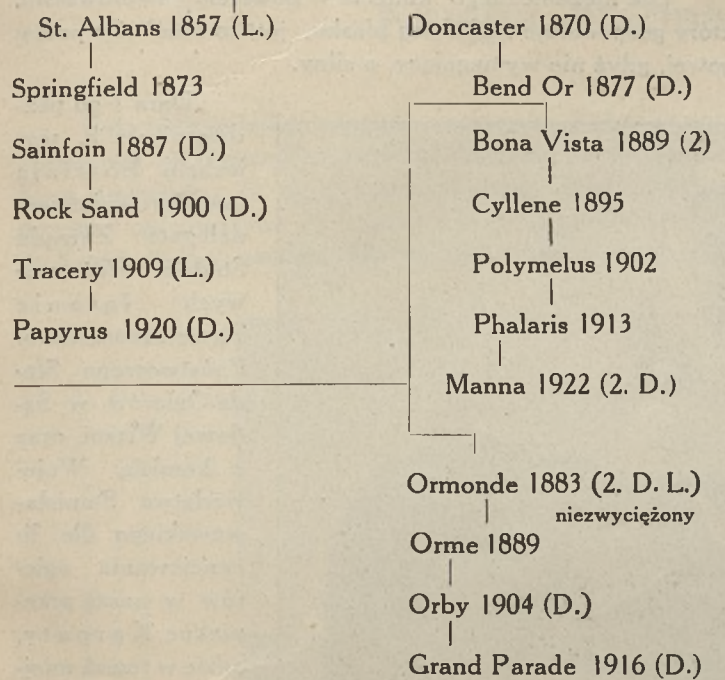 St. Albans 1857 (L.)
Springfield 1873
Sainfoin 1887 (D.)
Rock Sand 1900 (D.)
Tracery 1909 (L.)
Papyrus 1920 (D.)
Doncaster 1870 (D.)
Bend Or 1877 (D.)
Bona Vista 1889 (2)
Cyllene 1895
Polymelus 1902
Phalaris 1913
Manna 1922 (2. D.)
Ormonde 1883 (2. D. L.)
niezwyciężony
Orme 1889
Orby 1904 (D.)
Grand Parade 1916 (D.)